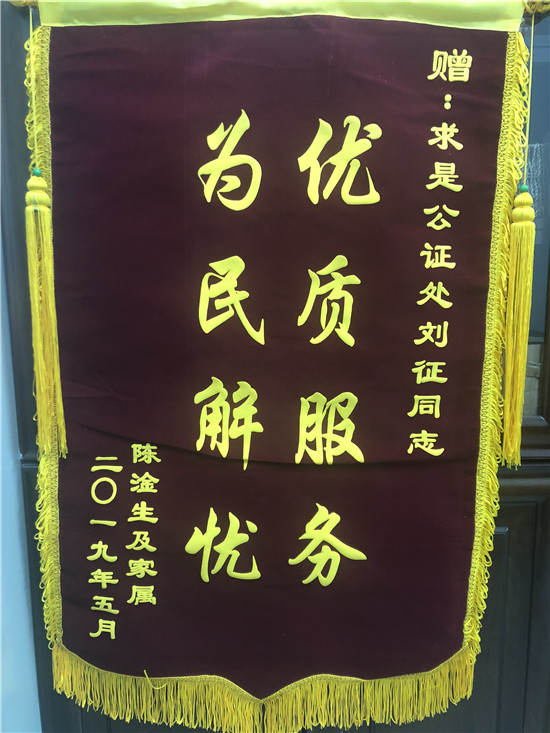 赠：求是公证处刘征同志
优质服务
为民解忧
陈淦生及家属
二〇一九年五月